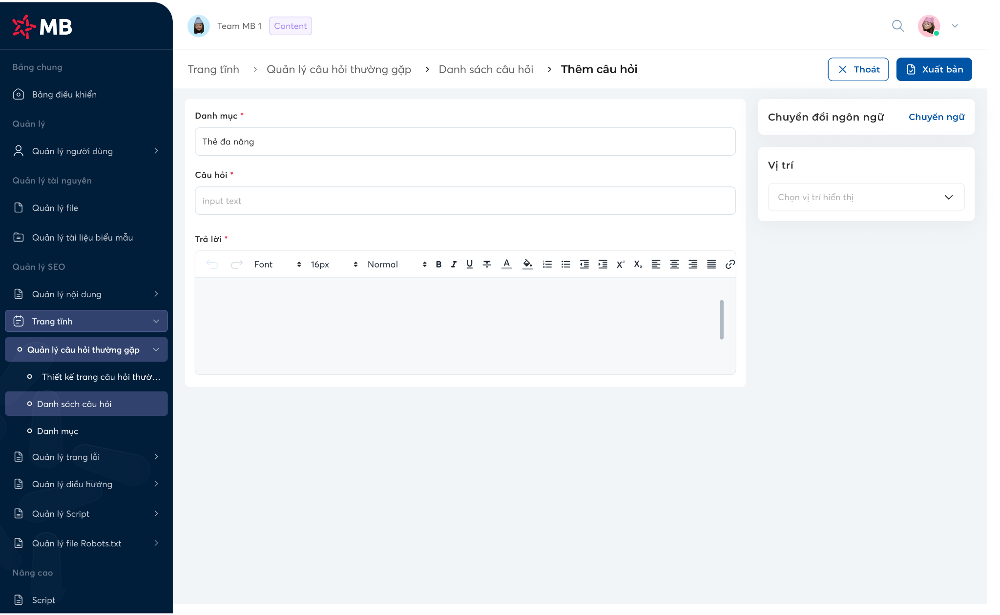 MB
Bảng chung
Bảng điều khiển
Quản lý
Quản lý người dùng
Quản lý tài nguyên
Quản lý file
Quản lý tài liệu biểu mẫu
Quản lý SEO
Quản lý nội dung
Trang tĩnh
Quản lý câu hỏi thường gặp
Thiết kế trang câu hỏi thườ...
Danh sách câu hỏi
Danh mục
Quản lý trang lỗi
Quản lý điều hướng
Quản lý Script
Quản lý file Robots.txt
Nâng cao
Script
Team MB 1 Content
Trang tĩnh > Quản lý câu hỏi thường gặp > Danh sách câu hỏi > Thêm câu hỏi
Thoát
Xuất bản
Danh mục *
Thẻ đa năng
Câu hỏi *
input text
Trả lời *
Font 16px Normal
Chuyển đổi ngôn ngữ Chuyển ngữ
Vị trí
Chọn vị trí hiển thị